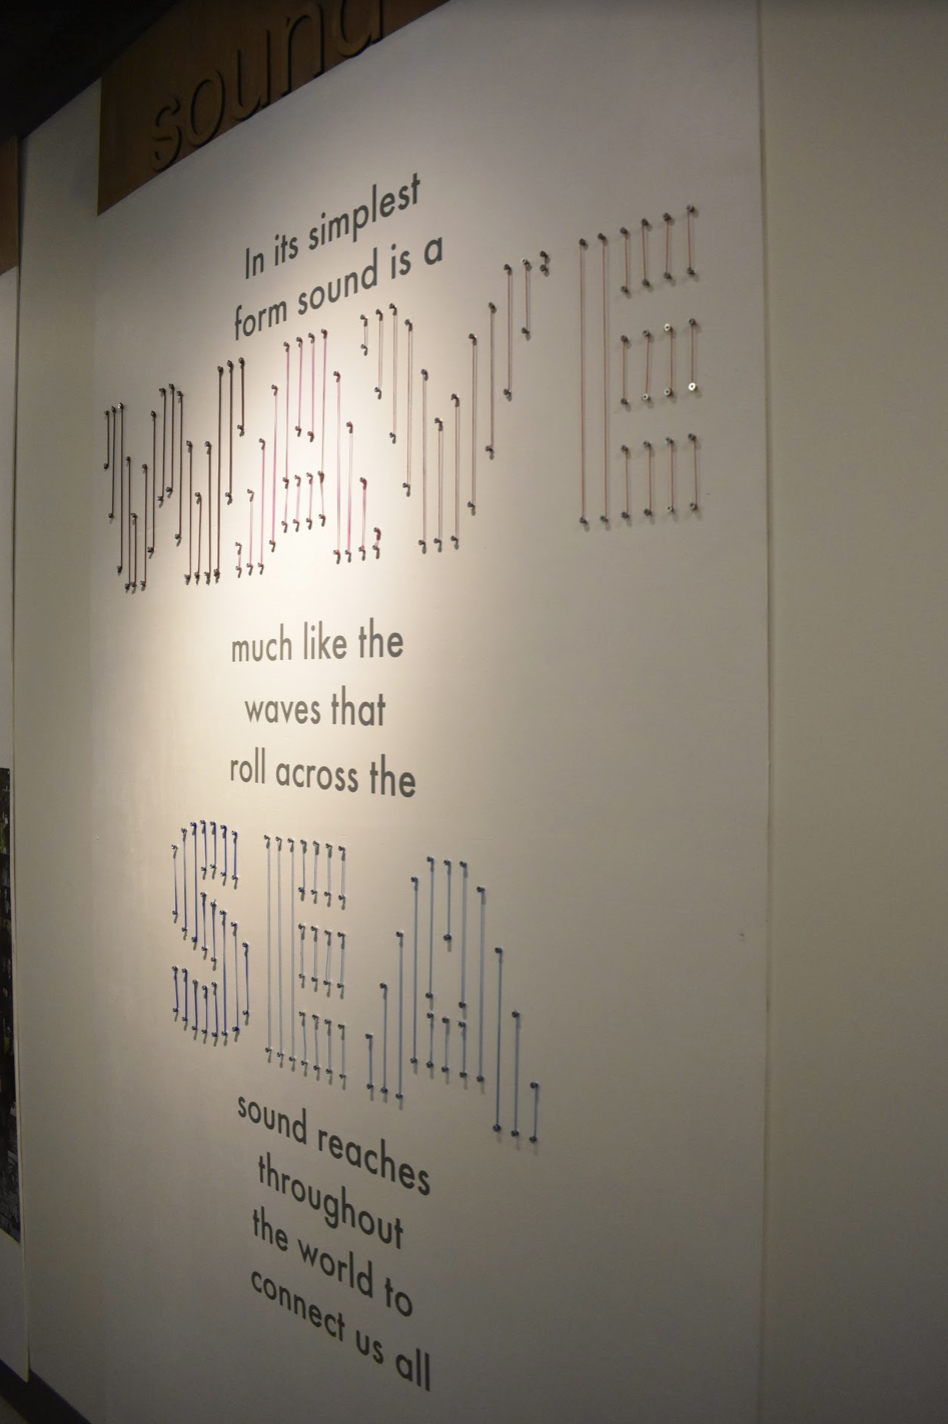 sound
In its simplest
form sound is a
WAVE
much like the
waves that
roll across the
SEA
sound reaches
throughout
the world to
connect us all